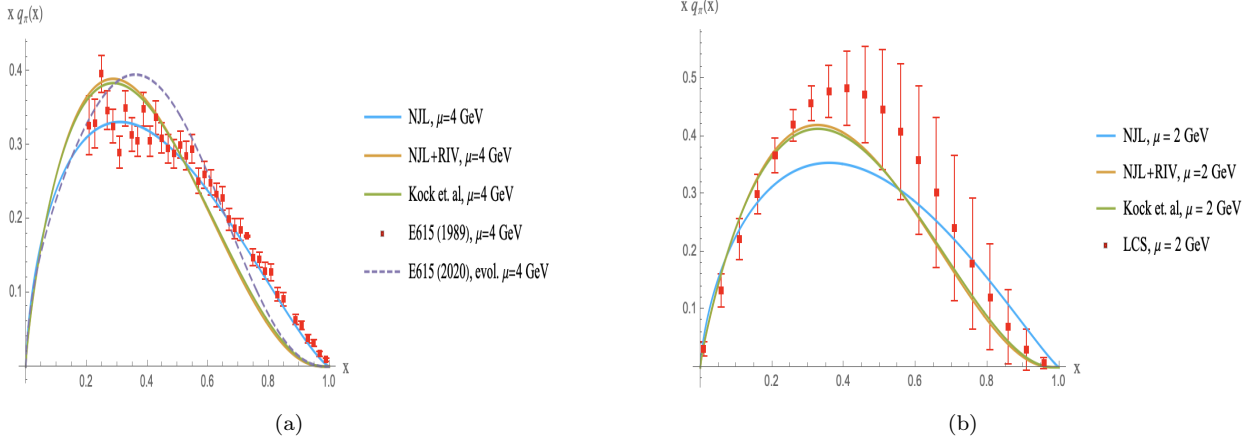 x qπ(x)
0.4
0.3
0.2
0.1
0.2
0.4
0.6
0.8
1.0
x
NJL, μ=4 GeV
NJL+RIV, μ=4 GeV
Kock et. al, μ=4 GeV
E615 (1989), μ=4 GeV
E615 (2020), evol. μ=4 GeV
(a)
x qπ(x)
0.5
0.4
0.3
0.2
0.1
0.2
0.4
0.6
0.8
1.0
x
NJL, μ = 2 GeV
NJL+RIV, μ=2 GeV
Kock et. al, μ = 2 GeV
LCS, μ = 2 GeV
(b)